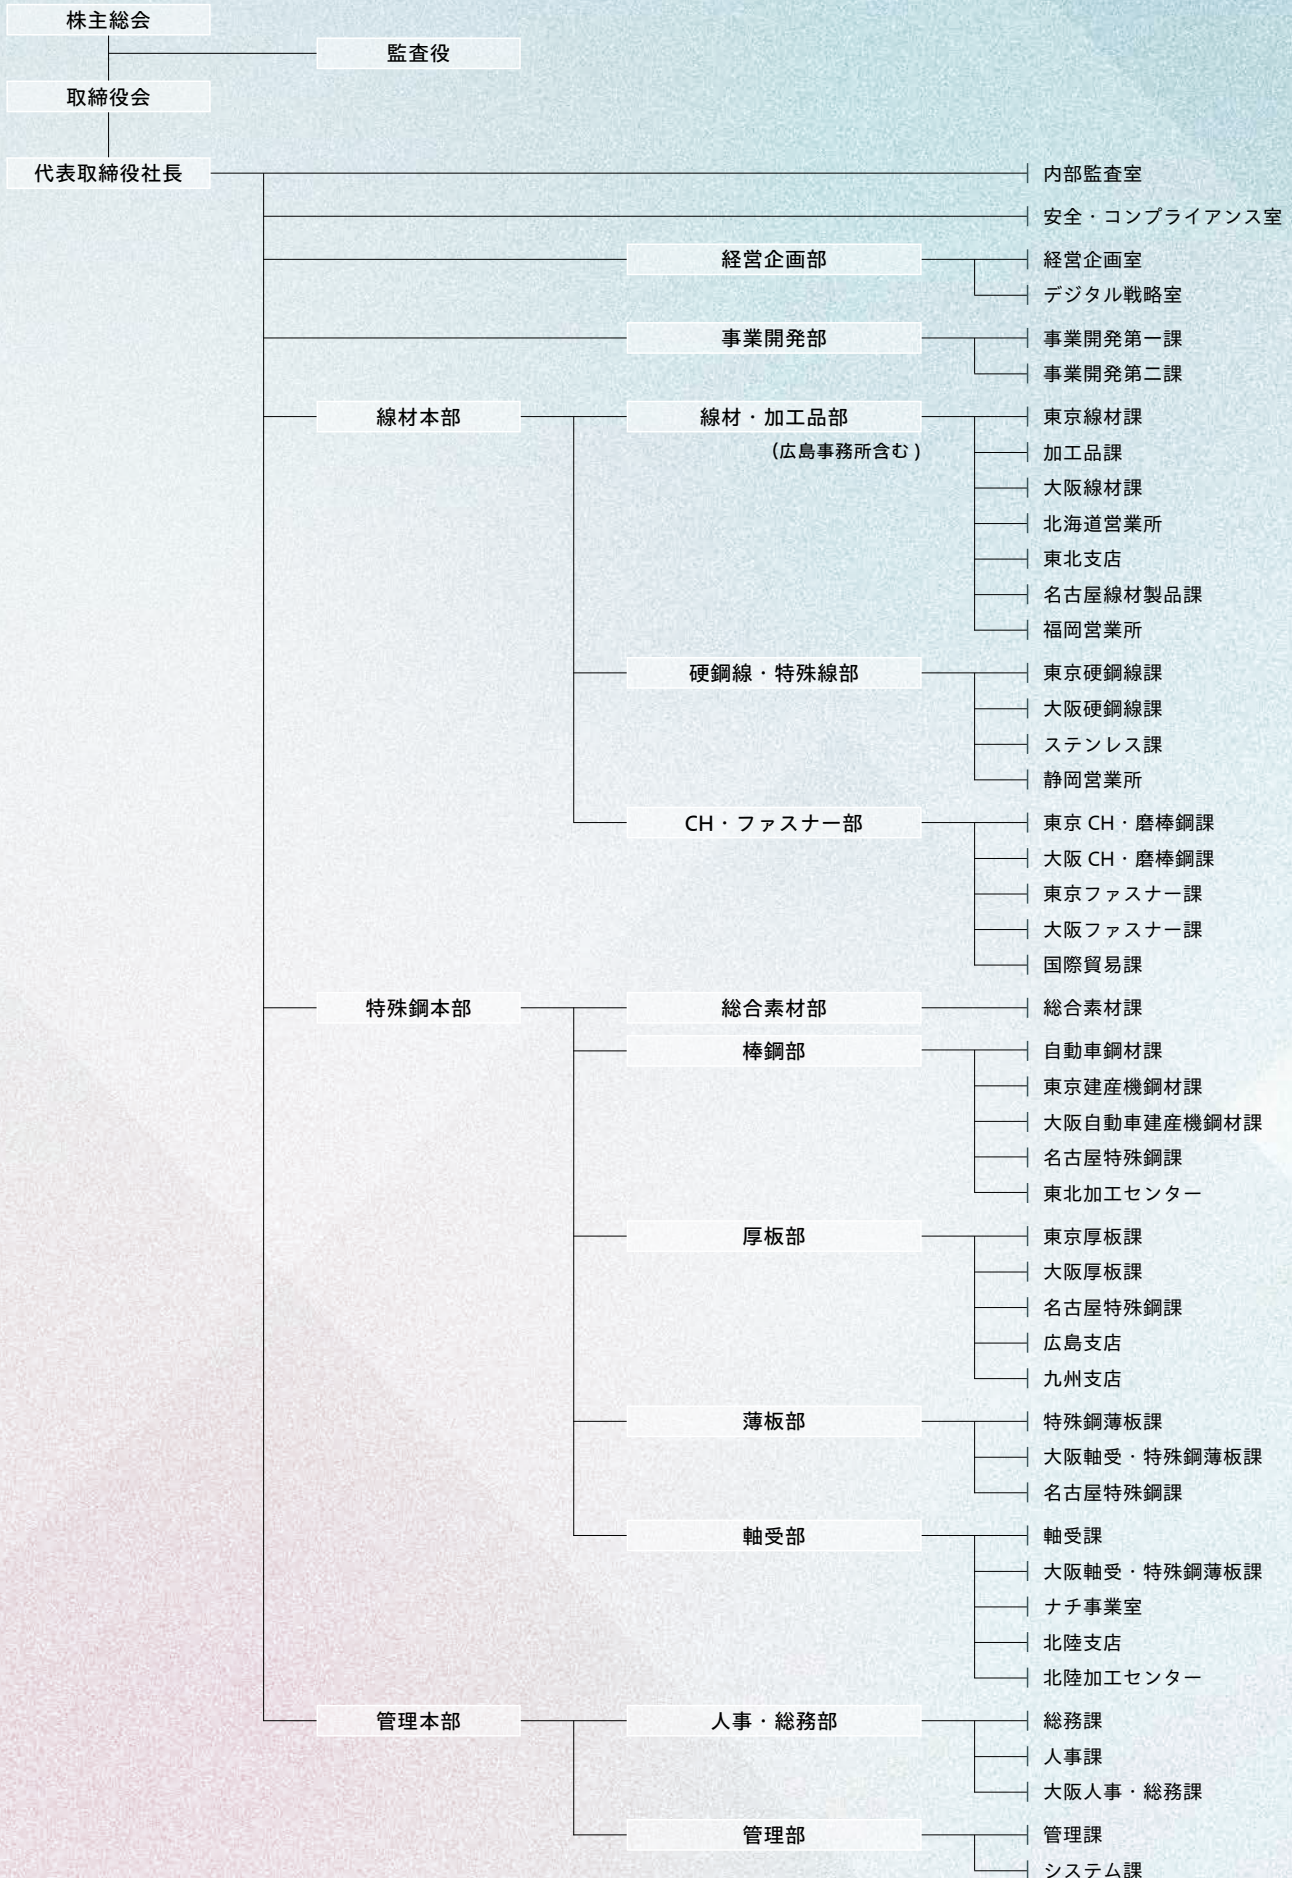 株主総会
監査役
取締役会
代表取締役社長
内部監査室
安全・コンプライアンス室
経営企画部
経営企画室
デジタル戦略室
事業開発部
事業開発第一課
事業開発第二課
線材本部
線材・加工品部
(広島事務所含む)
東京線材課
加工品課
大阪線材課
北海道営業所
東北支店
名古屋線材製品課
福岡営業所
硬鋼線・特殊線部
東京硬鋼線課
大阪硬鋼線課
ステンレス課
静岡営業所
CH・ファスナー部
東京 CH・磨棒鋼課
大阪 CH・磨棒鋼課
東京ファスナー課
大阪ファスナー課
国際貿易課
特殊鋼本部
総合素材部
総合素材課
棒鋼部
自動車鋼材課
東京建産機鋼材課
大阪自動車建産機鋼材課
名古屋特殊鋼課
東北加工センター
厚板部
東京厚板課
大阪厚板課
名古屋特殊鋼課
広島支店
九州支店
薄板部
特殊鋼薄板課
大阪軸受・特殊鋼薄板課
名古屋特殊鋼課
軸受部
軸受課
大阪軸受・特殊鋼薄板課
ナチ事業室
北陸支店
北陸加工センター
管理本部
人事・総務部
総務課
人事課
大阪人事・総務課
管理部
管理課
システム課